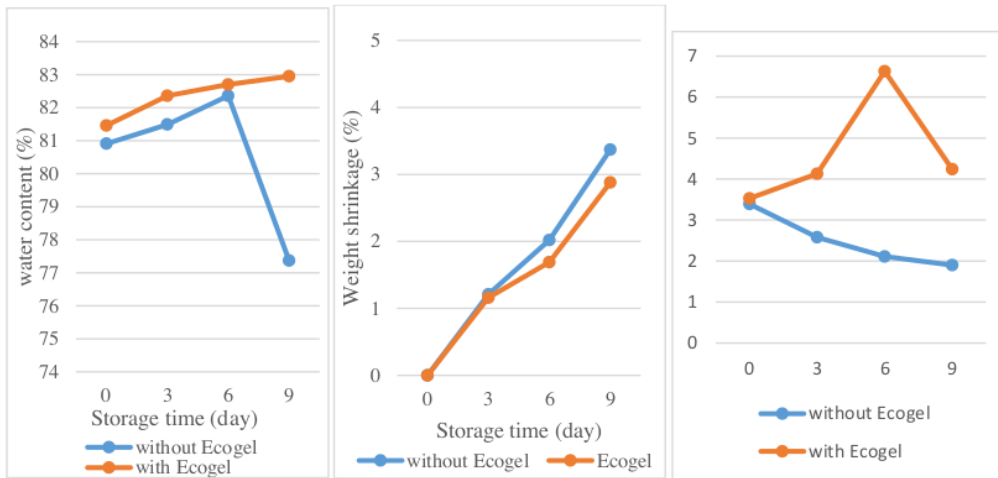 84
83
82
81
80
79
78
77
76
75
74
water content (%)
0 3 6 9
Storage time (day)
without Ecogel
with Ecogel
5
4
3
2
1
0
Weight shrinkage (%)
0 3 6 9
Storage time (day)
without Ecogel Ecogel
7
6
5
4
3
2
1
0
0 3 6 9
without Ecogel
with Ecogel